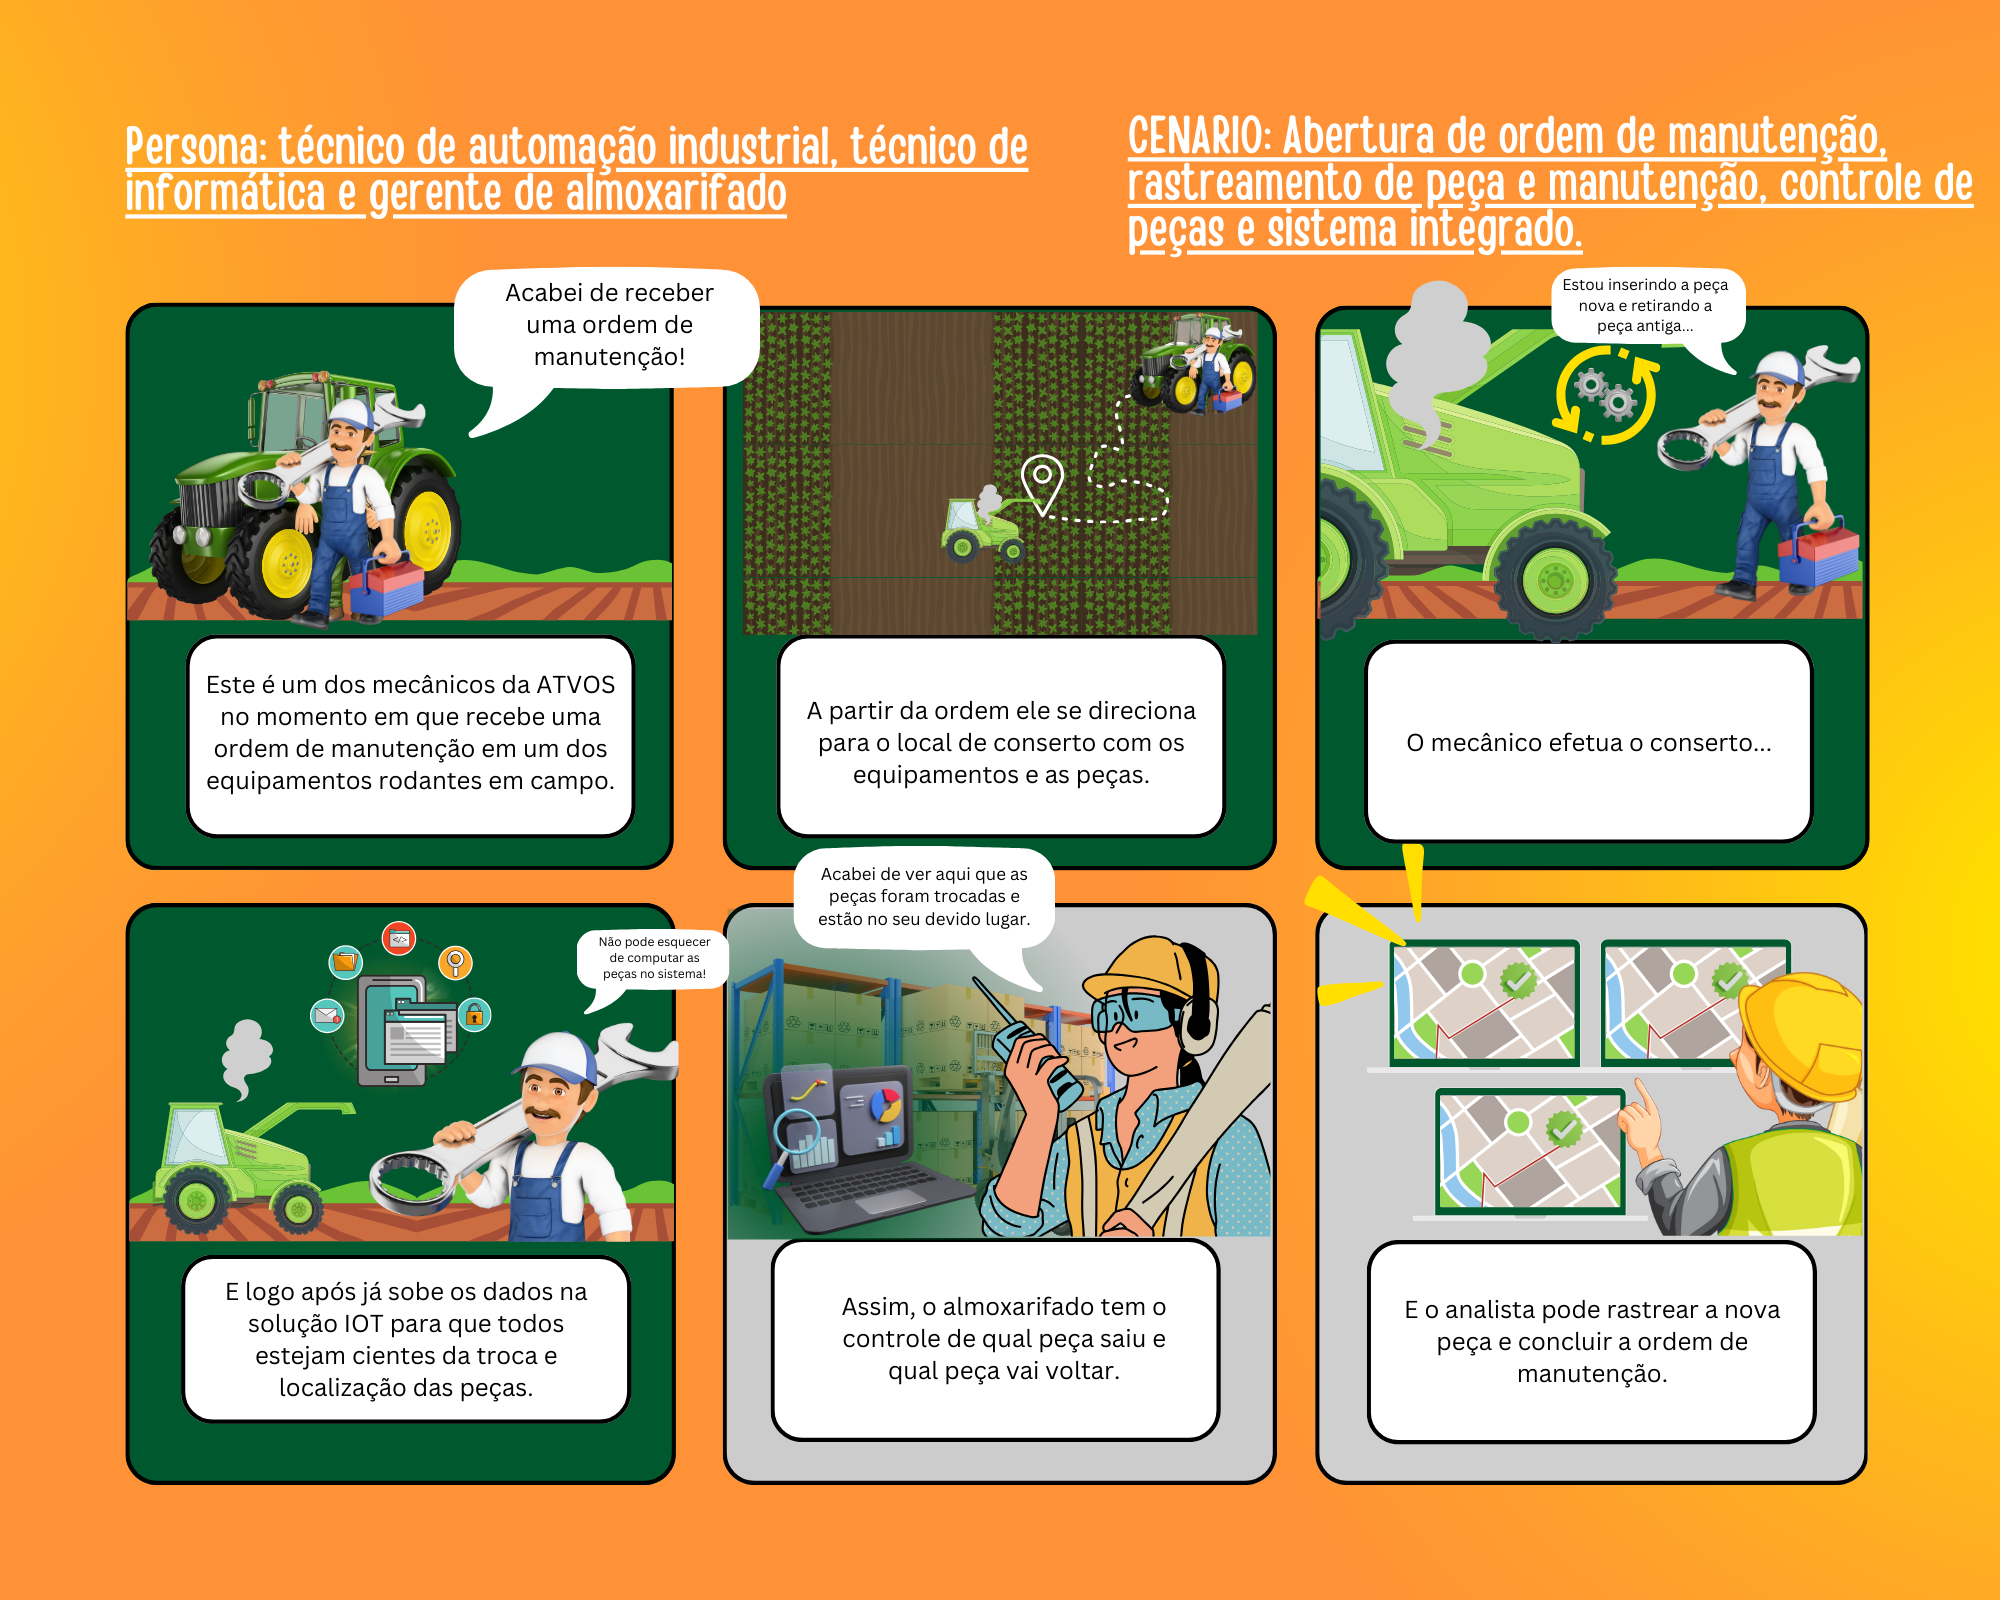 Persona: técnico de automação industrial, técnico de
informática e gerente de almoxarifado
CENARIO: Abertura de ordem de manutenção,
rastreamento de peça e manutenção, controle de
peças e sistema integrado.
Acabei de receber
uma ordem de
manutenção!
Este é um dos mecânicos da ATVOS
no momento em que recebe uma
ordem de manutenção em um dos
equipamentos rodantes em campo.
A partir da ordem ele se direciona
para o local de conserto com os
equipamentos e as peças.
Estou inserindo a peça
nova e retirando a
peça antiga...
O mecânico efetua o conserto...
Não pode esquecer
de computar as
peças no sistema!
E logo após já sobe os dados na
solução IOT para que todos
estejam cientes da troca e
localização das peças.
Acabei de ver aqui que as
peças foram trocadas e
estão no seu devido lugar.
Assim, o almoxarifado tem o
controle de qual peça saiu e
qual peça vai voltar.
E o analista pode rastrear a nova
peça e concluir a ordem de
manutenção.